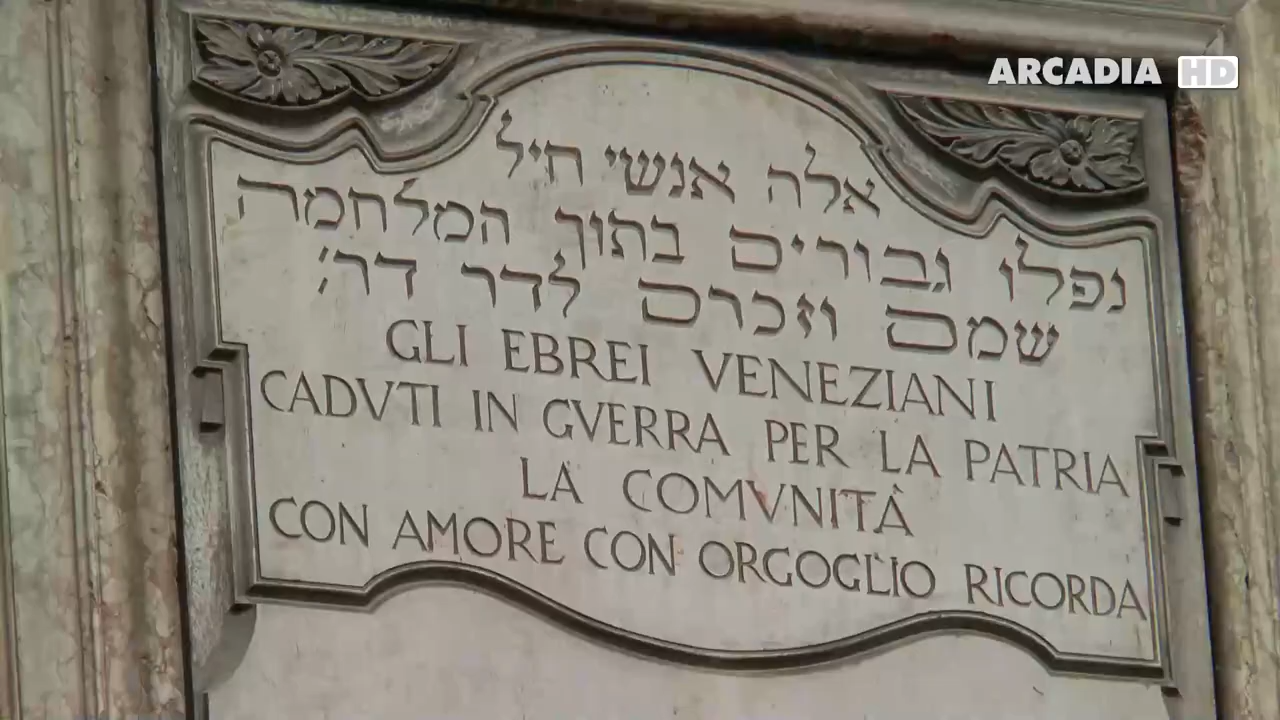 ARCADIA HD
אלה אנשי חיל
נפלו גבורים בתוך המלחמה
שמם וזכרם לדר דר׳
GLI EBREI VENEZIANI
CADVTI IN GVERRA PER LA PATRIA
LA COMVNITÀ
CON AMORE CON ORGOGLIO RICORDA